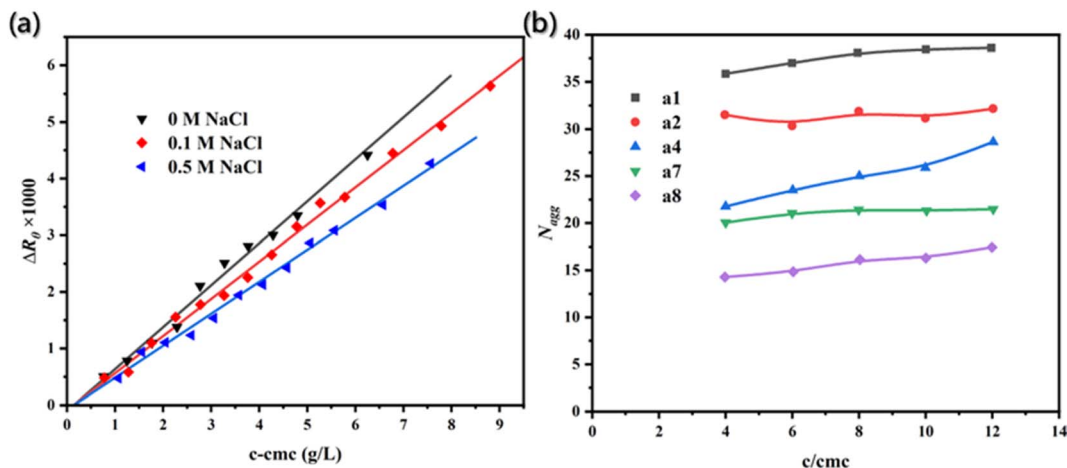 (a)
6
5
4
3
2
1
0
ΔR_θ ×1000
0 M NaCl
0.1 M NaCl
0.5 M NaCl
0 1 2 3 4 5 6 7 8 9
c-cmc (g/L)
(b)
40
35
30
25
20
15
10
5
0
N_agg
a1
a2
a4
a7
a8
0 2 4 6 8 10 12 14
c/cmc